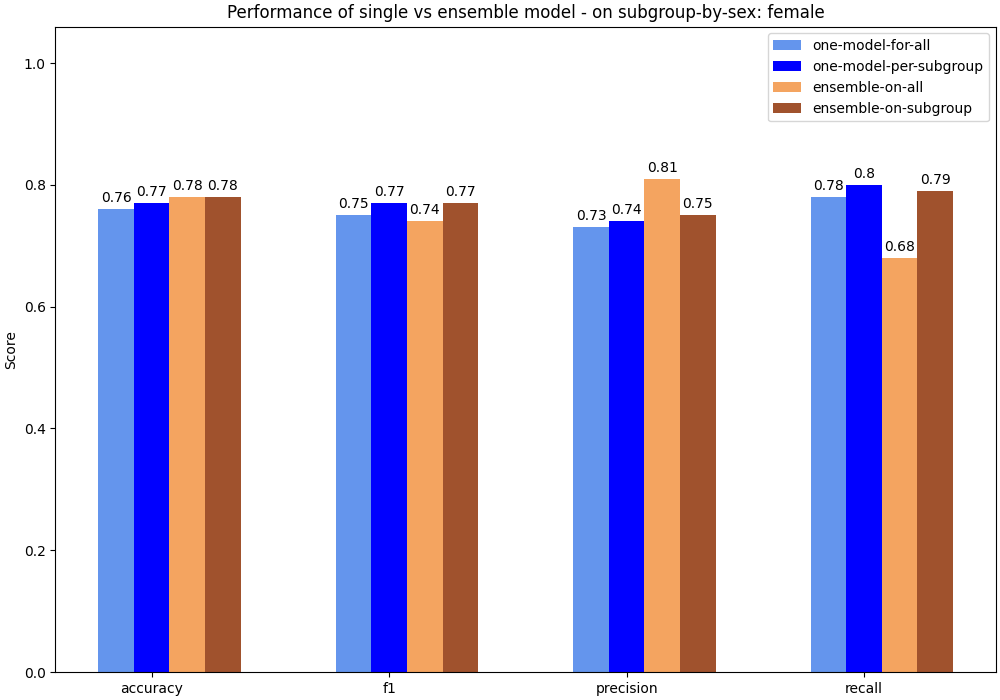 Performance of single vs ensemble model - on subgroup-by-sex: female
one-model-for-all
one-model-per-subgroup
ensemble-on-all
ensemble-on-subgroup
1.0
0.8
0.6
0.4
0.2
0.0
Score
0.76 0.77 0.78 0.78
0.75 0.77 0.74 0.77
0.73 0.74 0.81 0.75
0.78 0.8 0.68 0.79
accuracy f1 precision recall